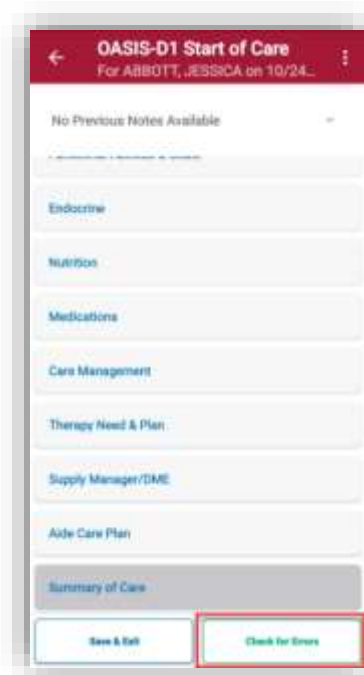 OASIS-D1 Start of Care
For ABBOTT, JESSICA on 10/24...
No Previous Notes Available
Endocrine
Nutrition
Medications
Care Management
Therapy Need & Plan
Supply Manager/DME
Aide Care Plan
Summary of Care
Save & Exit
Check for Errors